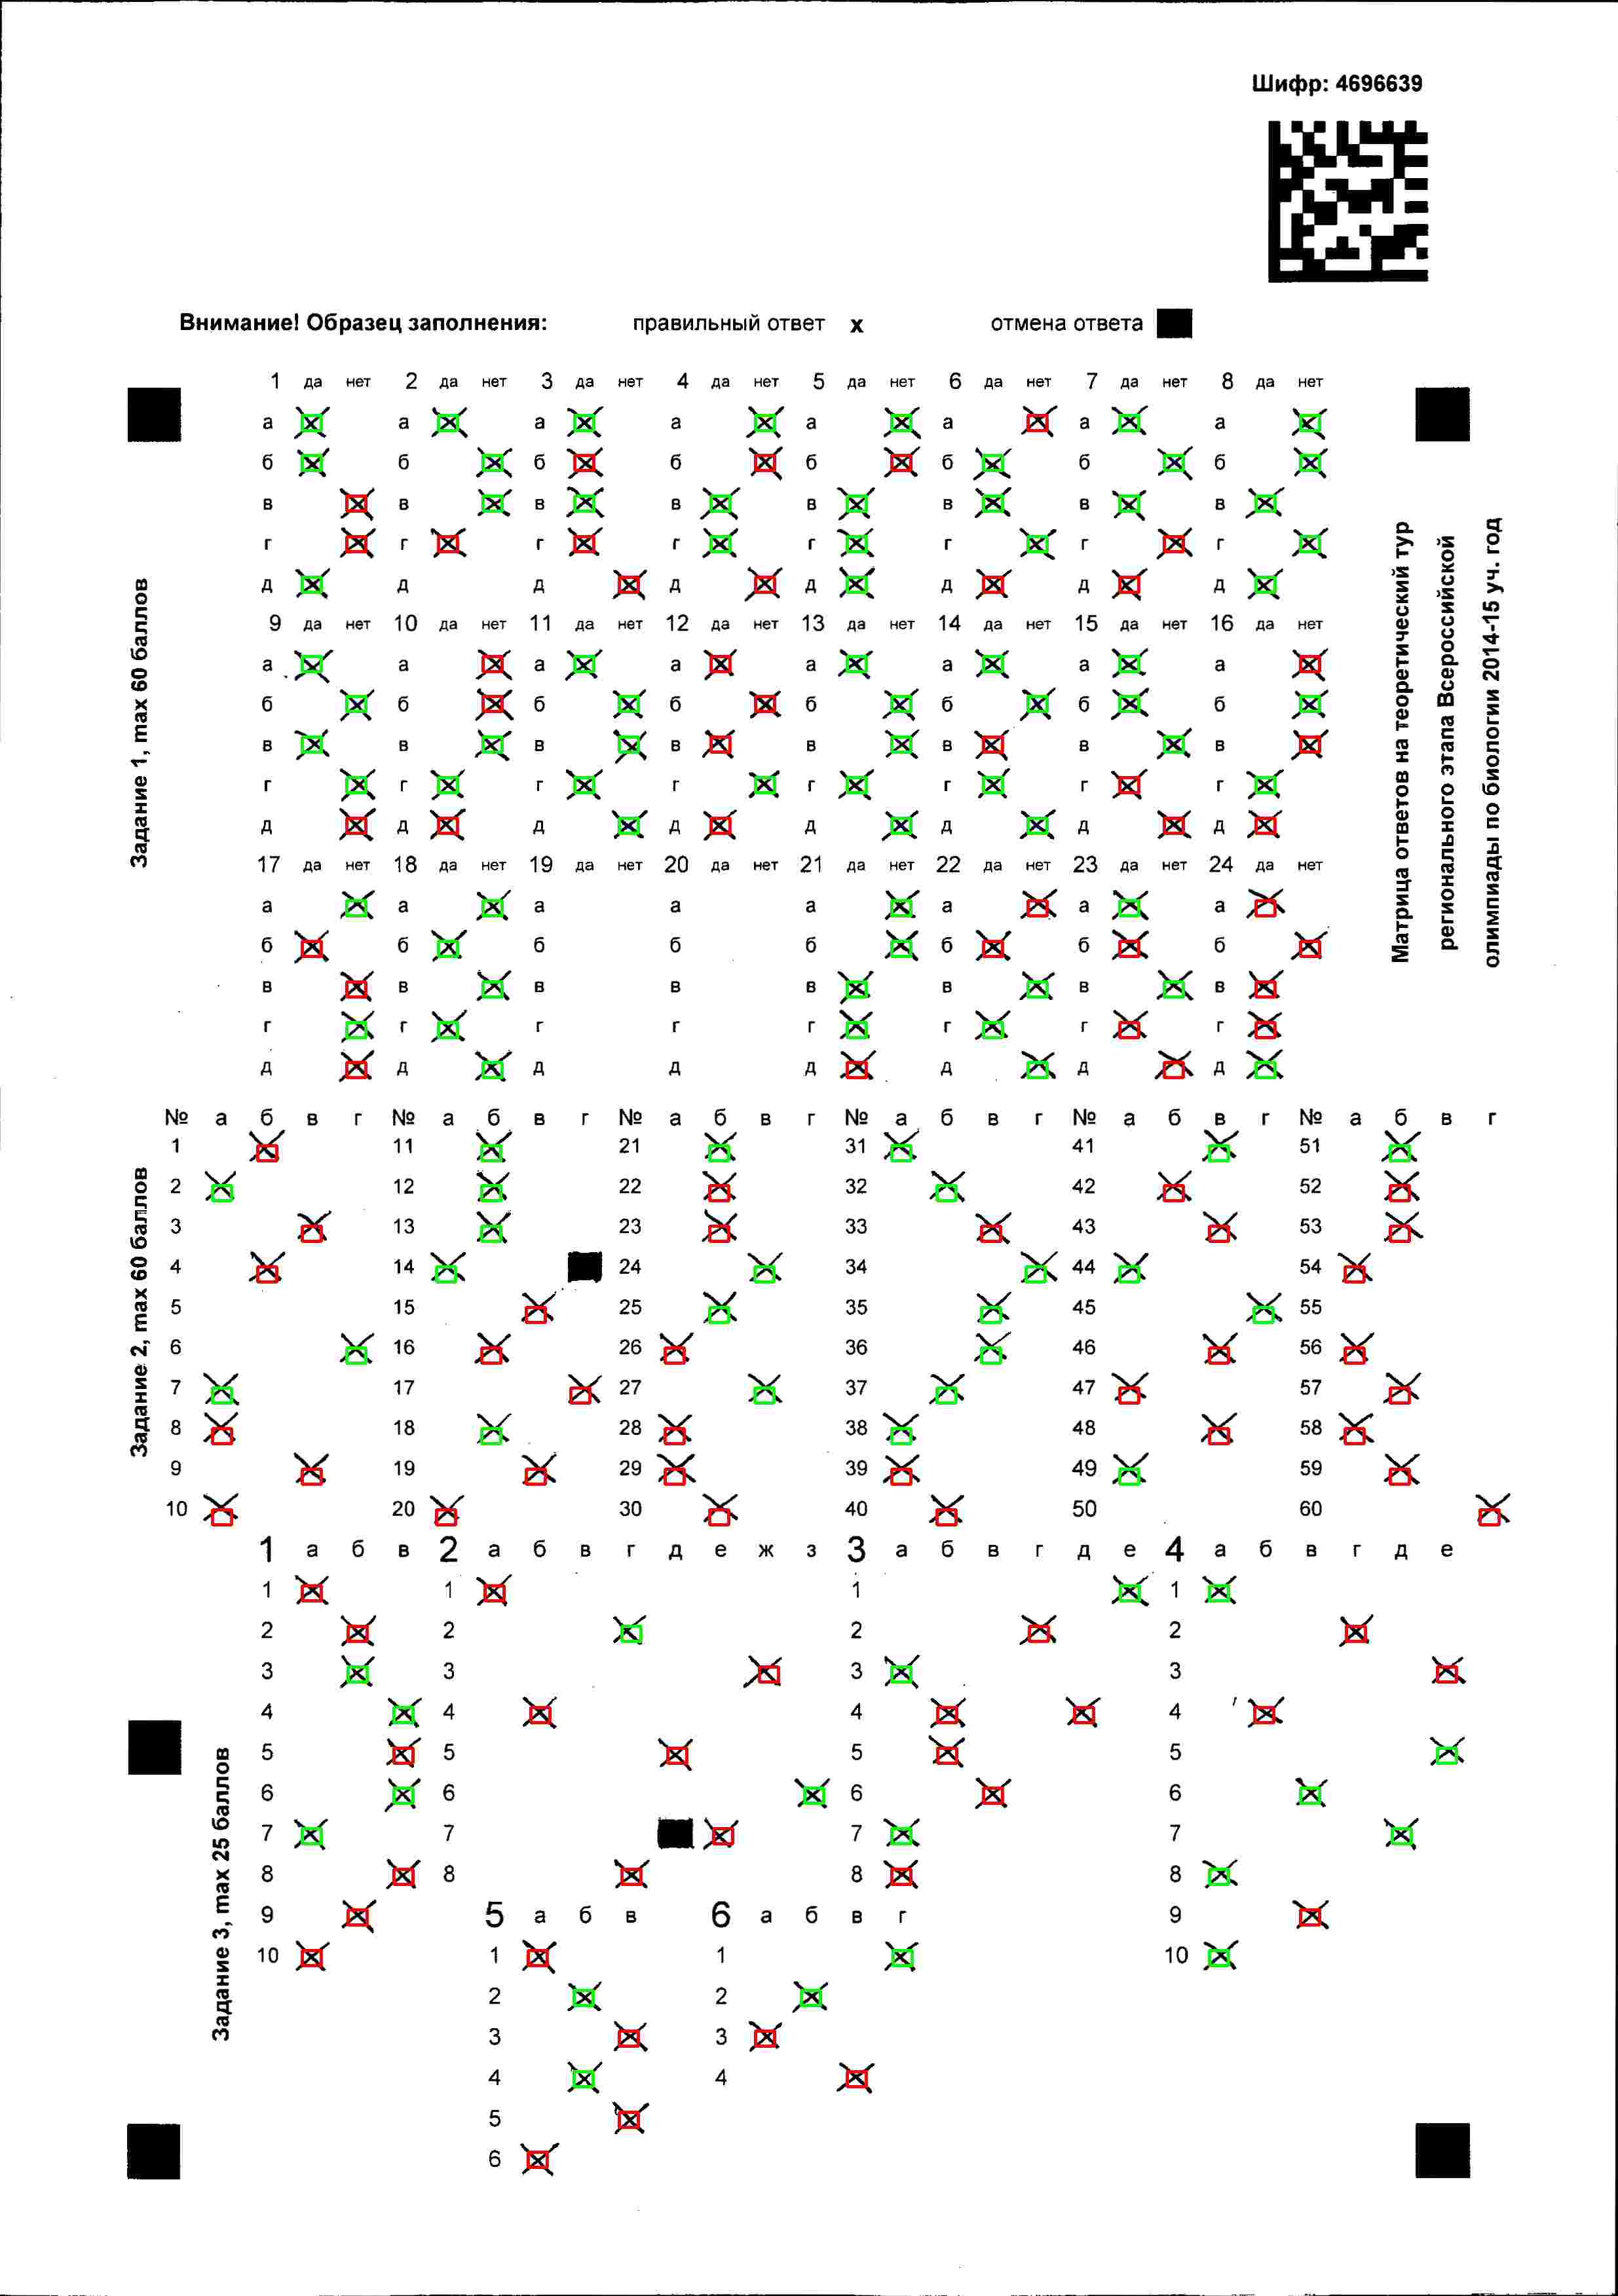 Шифр: 4696639
Внимание! Образец заполнения: правильный ответ х отмена ответа
1 да нет 2 да нет 3 да нет 4 да нет 5 да нет 6 да нет 7 да нет 8 да нет
а а а а а а а а
б б б б б б б б
в в в в в в в в
г г г г г г г г
д д д д д д д д
9 да нет 10 да нет 11 да нет 12 да нет 13 да нет 14 да нет 15 да нет 16 да нет
а а а а а а а а
б б б б б б б б
в в в в в в в в
г г г г г г г г
д д д д д д д д
17 да нет 18 да нет 19 да нет 20 да нет 21 да нет 22 да нет 23 да нет 24 да нет
а а а а а а а а
б б б б б б б б
в в в в в в в в
г г г г г г г г
д д д д д д д д
Задание 1, max 60 баллов
Матрица ответов на теоретический тур
регионального этапа Всероссийской
олимпиады по биологии 2014-15 уч. год
№ а б в г № а б в г № а б в г № а б в г № а б в г № а б в г
1 11 21 31 41 51
2 12 22 32 42 52
3 13 23 33 43 53
4 14 24 34 44 54
5 15 25 35 45 55
6 16 26 36 46 56
7 17 27 37 47 57
8 18 28 38 48 58
9 19 29 39 49 59
10 20 30 40 50 60
Задание 2, max 60 баллов
1 а б в 2 а б в г д е ж з 3 а б в г д е 4 а б в г д е
1 1 1 1
2 2 2 2
3 3 3 3
4 4 4 4
5 5 5 5
6 6 6 6
7 7 7 7
8 8 8 8
9 5 а б в 6 а б в г 9
10 1 1 10
2 2
3 3
4 4
5
6
Задание 3, max 25 баллов